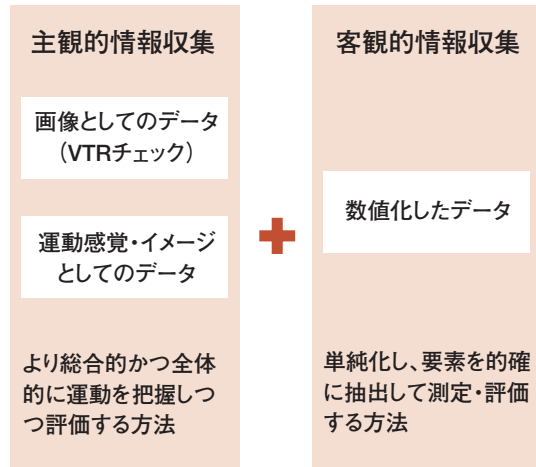 主観的情報収集
画像としてのデータ
（VTRチェック）
運動感覚・イメージ
としてのデータ
より総合的かつ全体
的に運動を把握しつ
つ評価する方法
客観的情報収集
数値化したデータ
単純化し、要素を的確
に抽出して測定・評価
する方法